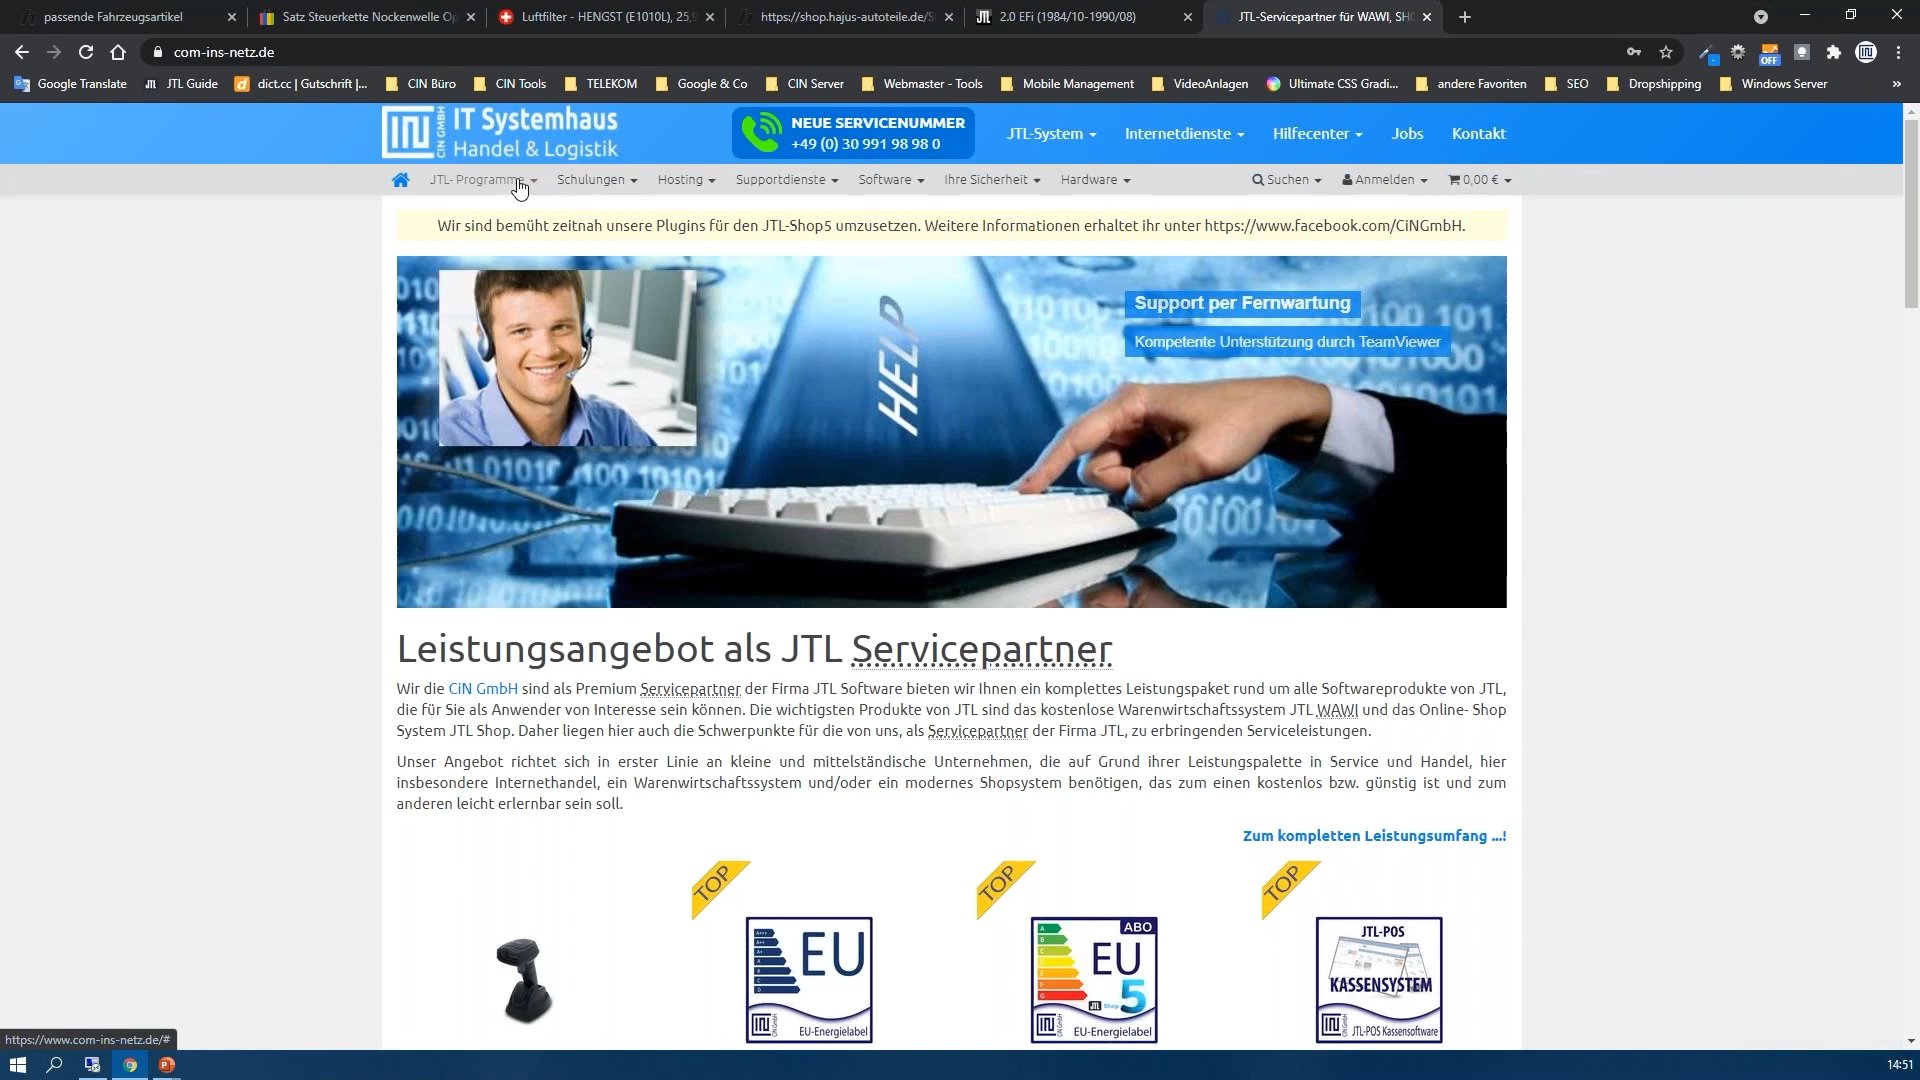 passende Fahrzeugsartikel
Satz Steuerkette Nockenwelle Op
Luftfilter - HENGST (E1010L), 25,9
https://shop.hajus-autoteile.de/S
2.0 EFi (1984/10-1990/08)
JTL-Servicepartner für WAWI, SHO
com-ins-netz.de
OFF
Google Translate
JTL Guide
dict.cc | Gutschrift |...
CIN Büro
CIN Tools
TELEKOM
Google & Co
CIN Server
Webmaster - Tools
Mobile Management
VideoAnlagen
Ultimate CSS Gradi...
andere Favoriten
SEO
Dropshipping
Windows Server
»
CIN GMBH
IT Systemhaus
Handel & Logistik
NEUE SERVICENUMMER
+49 (0) 30 991 98 98 0
JTL-System
Internetdienste
Hilfecenter
Jobs
Kontakt
JTL- Programme
Schulungen
Hosting
Supportdienste
Software
Ihre Sicherheit
Hardware
Suchen
Anmelden
0,00 €
Wir sind bemüht zeitnah unsere Plugins für den JTL-Shop5 umzusetzen. Weitere Informationen erhaltet ihr unter https://www.facebook.com/CiNGmbH.
HELP
Support per Fernwartung
Kompetente Unterstützung durch TeamViewer
Leistungsangebot als JTL Servicepartner
Wir die CiN GmbH sind als Premium Servicepartner der Firma JTL Software bieten wir Ihnen ein komplettes Leistungspaket rund um alle Softwareprodukte von JTL,
die für Sie als Anwender von Interesse sein können. Die wichtigsten Produkte von JTL sind das kostenlose Warenwirtschaftssystem JTL WAWI und das Online- Shop
System JTL Shop. Daher liegen hier auch die Schwerpunkte für die von uns, als Servicepartner der Firma JTL, zu erbringenden Serviceleistungen.
Unser Angebot richtet sich in erster Linie an kleine und mittelständische Unternehmen, die auf Grund ihrer Leistungspalette in Service und Handel, hier
insbesondere Internethandel, ein Warenwirtschaftssystem und/oder ein modernes Shopsystem benötigen, das zum einen kostenlos bzw. günstig ist und zum
anderen leicht erlernbar sein soll.
Zum kompletten Leistungsumfang ...!
TOP
TOP
TOP
EU
EU-Energielabel
ABO
EU
5
EU-Energielabel
JTL-POS
KASSENSYSTEM
JTL-POS Kassensoftware
https://www.com-ins-netz.de/#
14:51